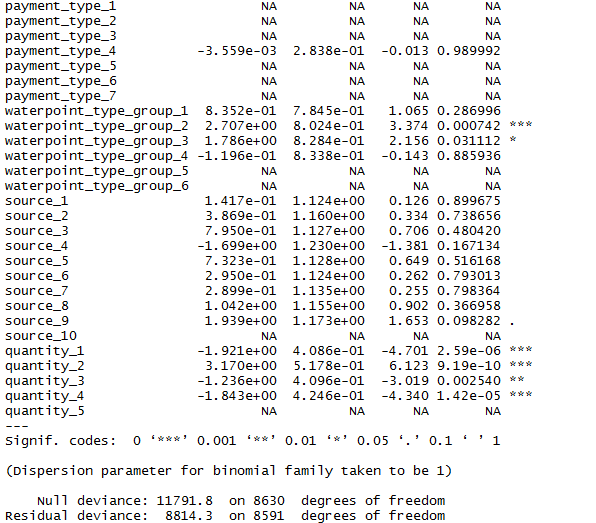 payment_type_1 NA NA NA NA
payment_type_2 NA NA NA NA
payment_type_3 NA NA NA NA
payment_type_4 -3.559e-03 2.838e-01 -0.013 0.989992
payment_type_5 NA NA NA NA
payment_type_6 NA NA NA NA
payment_type_7 NA NA NA NA
waterpoint_type_group_1 8.352e-01 7.845e-01 1.065 0.286996
waterpoint_type_group_2 2.707e+00 8.024e-01 3.374 0.000742 ***
waterpoint_type_group_3 1.786e+00 8.284e-01 2.156 0.031112 *
waterpoint_type_group_4 -1.196e-01 8.338e-01 -0.143 0.885936
waterpoint_type_group_5 NA NA NA NA
waterpoint_type_group_6 NA NA NA NA
source_1 1.417e-01 1.124e+00 0.126 0.899675
source_2 3.869e-01 1.160e+00 0.334 0.738656
source_3 7.950e-01 1.127e+00 0.706 0.480420
source_4 -1.699e+00 1.230e+00 -1.381 0.167134
source_5 7.323e-01 1.128e+00 0.649 0.516168
source_6 2.950e-01 1.124e+00 0.262 0.793013
source_7 2.899e-01 1.135e+00 0.255 0.798364
source_8 1.042e+00 1.155e+00 0.902 0.366958
source_9 1.939e+00 1.173e+00 1.653 0.098282 .
source_10 NA NA NA NA
quantity_1 -1.921e+00 4.086e-01 -4.701 2.59e-06 ***
quantity_2 3.170e+00 5.178e-01 6.123 9.19e-10 ***
quantity_3 -1.236e+00 4.096e-01 -3.019 0.002540 **
quantity_4 -1.843e+00 4.246e-01 -4.340 1.42e-05 ***
quantity_5 NA NA NA NA
---
Signif. codes: 0 ‘***’ 0.001 ‘**’ 0.01 ‘*’ 0.05 ‘.’ 0.1 ‘ ’ 1
(Dispersion parameter for binomial family taken to be 1)
Null deviance: 11791.8 on 8630 degrees of freedom
Residual deviance: 8814.3 on 8591 degrees of freedom